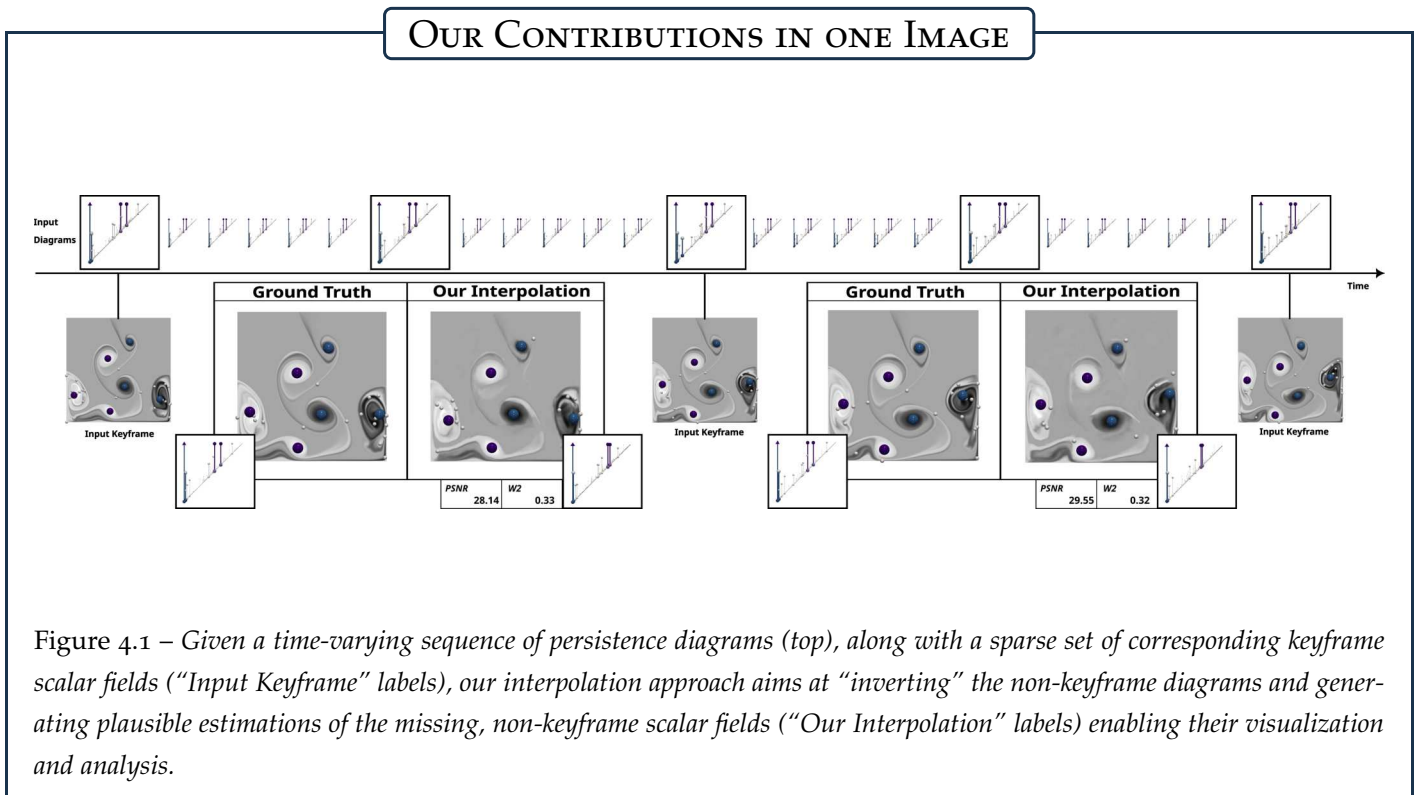 Our Contributions in one Image
Input
Diagrams
Time
Ground Truth
Our Interpolation
Ground Truth
Our Interpolation
Input Keyframe
Input Keyframe
Input Keyframe
PSNR
28.14
W2
0.33
PSNR
29.55
W2
0.32
Figure 4.1 – Given a time-varying sequence of persistence diagrams (top), along with a sparse set of corresponding keyframe
scalar fields (“Input Keyframe” labels), our interpolation approach aims at “inverting” the non-keyframe diagrams and gener-
ating plausible estimations of the missing, non-keyframe scalar fields (“Our Interpolation” labels) enabling their visualization
and analysis.